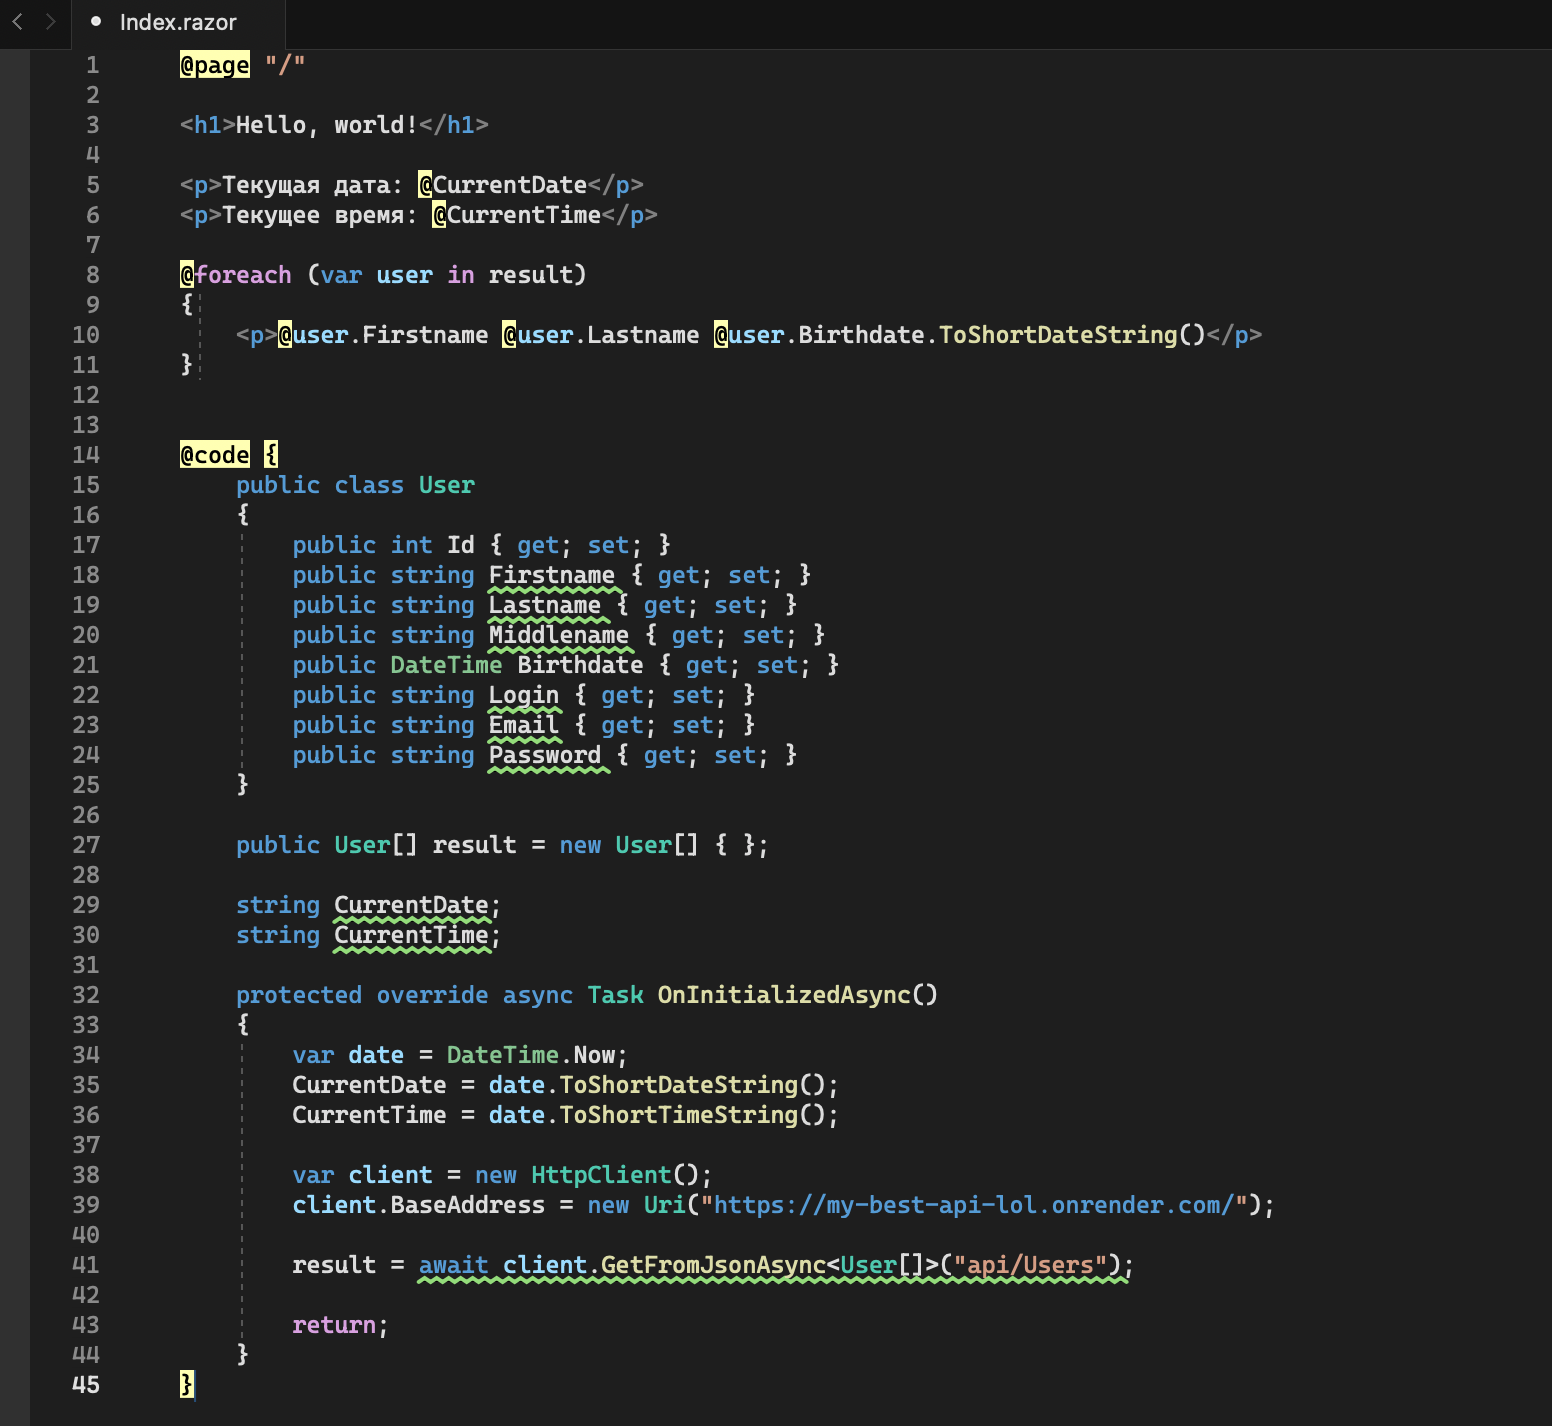 Index.razor
1 @page "/"
2
3 <h1>Hello, world!</h1>
4
5 <p>Текущая дата: @CurrentDate</p>
6 <p>Текущее время: @CurrentTime</p>
7
8 @foreach (var user in result)
9 {
10     <p>@user.Firstname @user.Lastname @user.Birthdate.ToShortDateString()</p>
11 }
12
13
14 @code {
15     public class User
16     {
17         public int Id { get; set; }
18         public string Firstname { get; set; }
19         public string Lastname { get; set; }
20         public string Middlename { get; set; }
21         public DateTime Birthdate { get; set; }
22         public string Login { get; set; }
23         public string Email { get; set; }
24         public string Password { get; set; }
25     }
26
27     public User[] result = new User[] { };
28
29     string CurrentDate;
30     string CurrentTime;
31
32     protected override async Task OnInitializedAsync()
33     {
34         var date = DateTime.Now;
35         CurrentDate = date.ToShortDateString();
36         CurrentTime = date.ToShortTimeString();
37
38         var client = new HttpClient();
39         client.BaseAddress = new Uri("https://my-best-api-lol.onrender.com/");
40
41         result = await client.GetFromJsonAsync<User[]>("api/Users");
42
43         return;
44     }
45 }